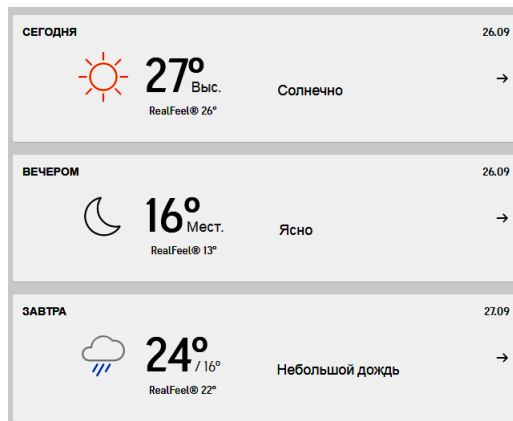 СЕГОДНЯ 26.09
27° Выс.
Солнечно
RealFeel® 26°
ВЕЧЕРОМ 26.09
16° Мест.
Ясно
RealFeel® 13°
ЗАВТРА 27.09
24° / 16°
Небольшой дождь
RealFeel® 22°